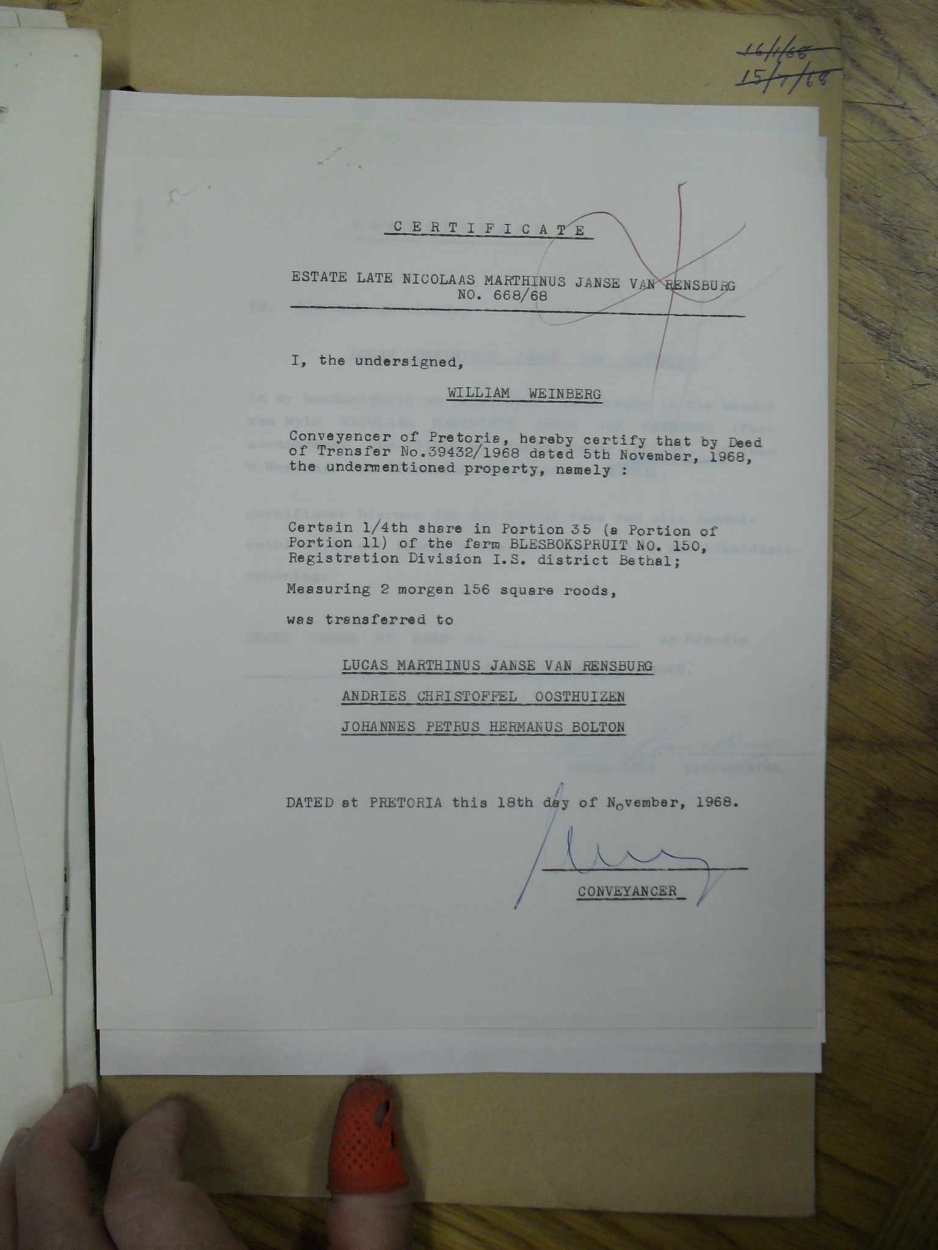 16/1/68
15/7/68
CERTIFICATE
ESTATE LATE NICOLAAS MARTHINUS JANSE VAN RENSBURG
NO. 668/68
I, the undersigned,
WILLIAM WEINBERG
Conveyancer of Pretoria, hereby certify that by Deed
of Transfer No.39432/1968 dated 5th November, 1968,
the undermentioned property, namely :
Certain 1/4th share in Portion 35 (a Portion of
Portion 11) of the farm BLESBOKSPRUIT NO. 150,
Registration Division I.S. district Bethal;
Measuring 2 morgen 156 square roods,
was transferred to
LUCAS MARTHINUS JANSE VAN RENSBURG
ANDRIES CHRISTOFFEL OOSTHUIZEN
JOHANNES PETRUS HERMANUS BOLTON
DATED at PRETORIA this 18th day of November, 1968.
CONVEYANCER